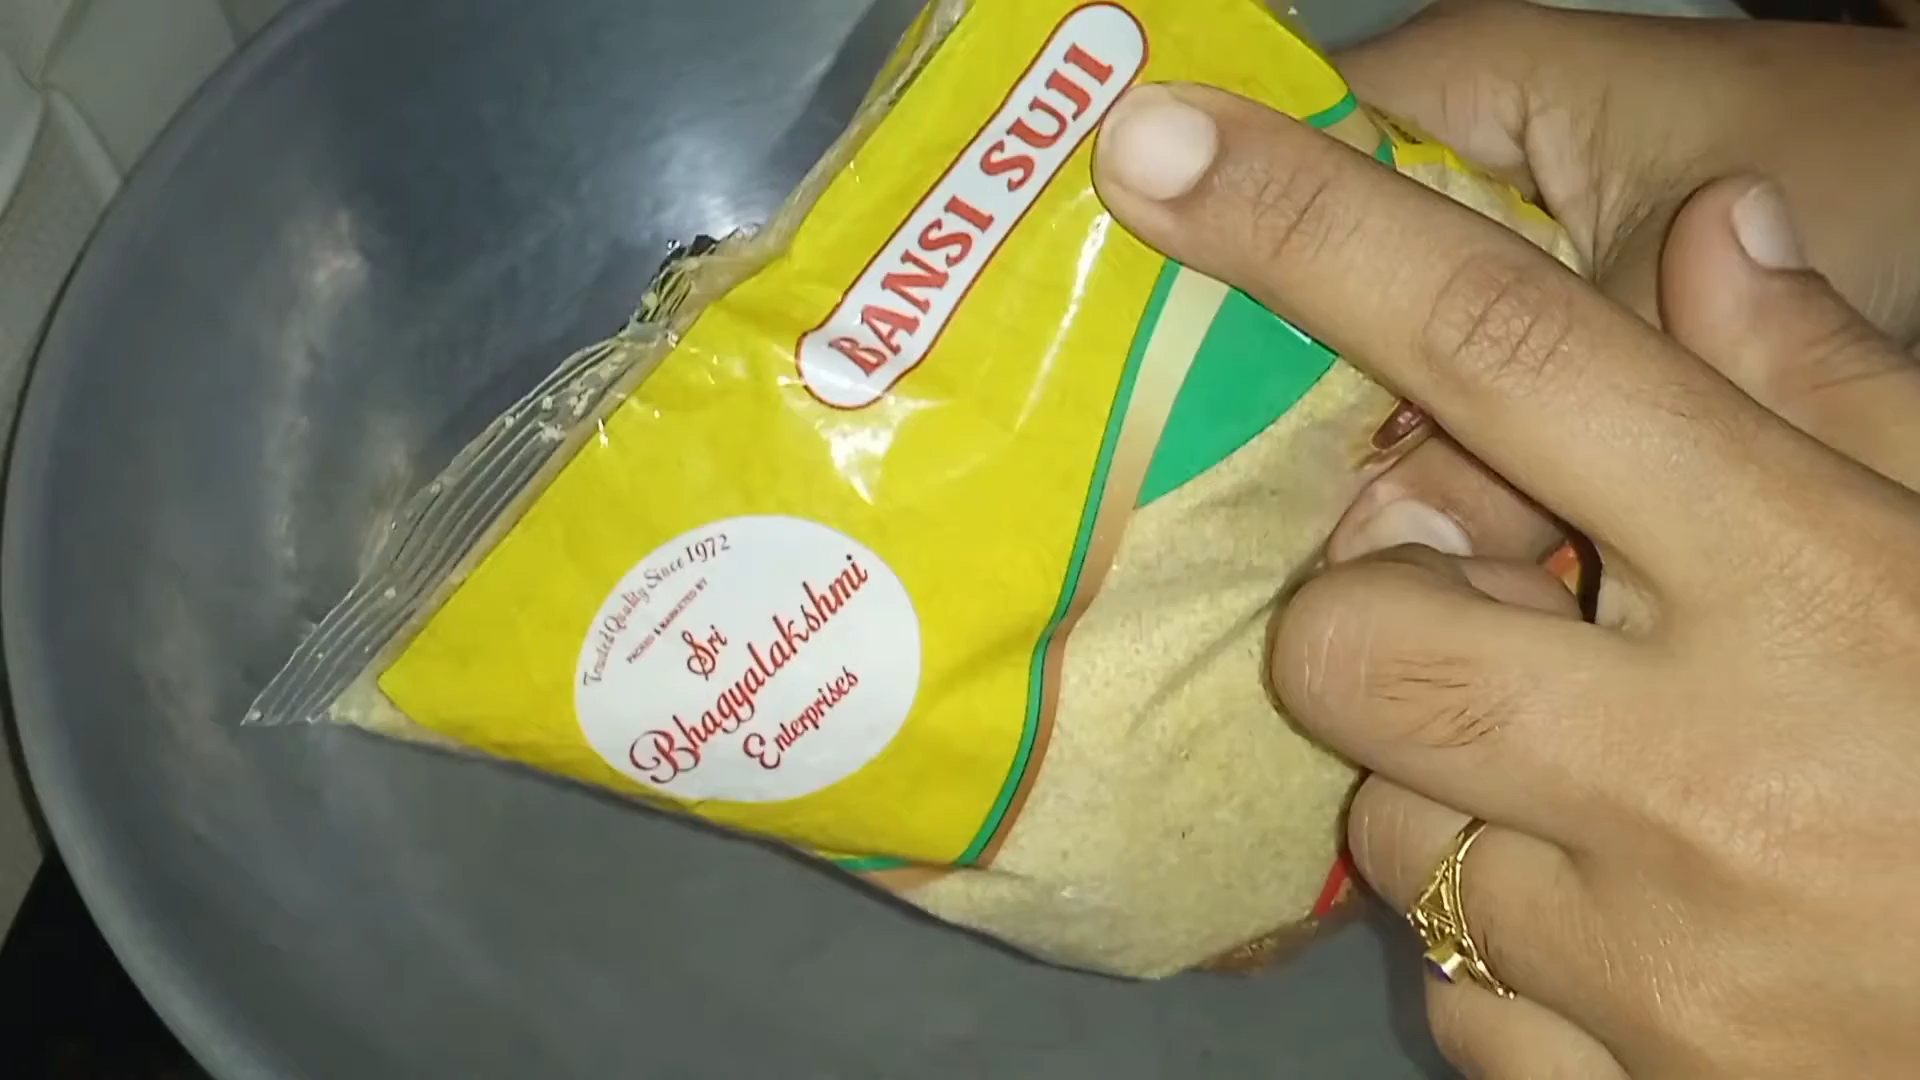 BANSI SUJI
Trusted Quality Since 1972
PACKED & MARKETED BY
Sri
Bhagyalakshmi
Enterprises